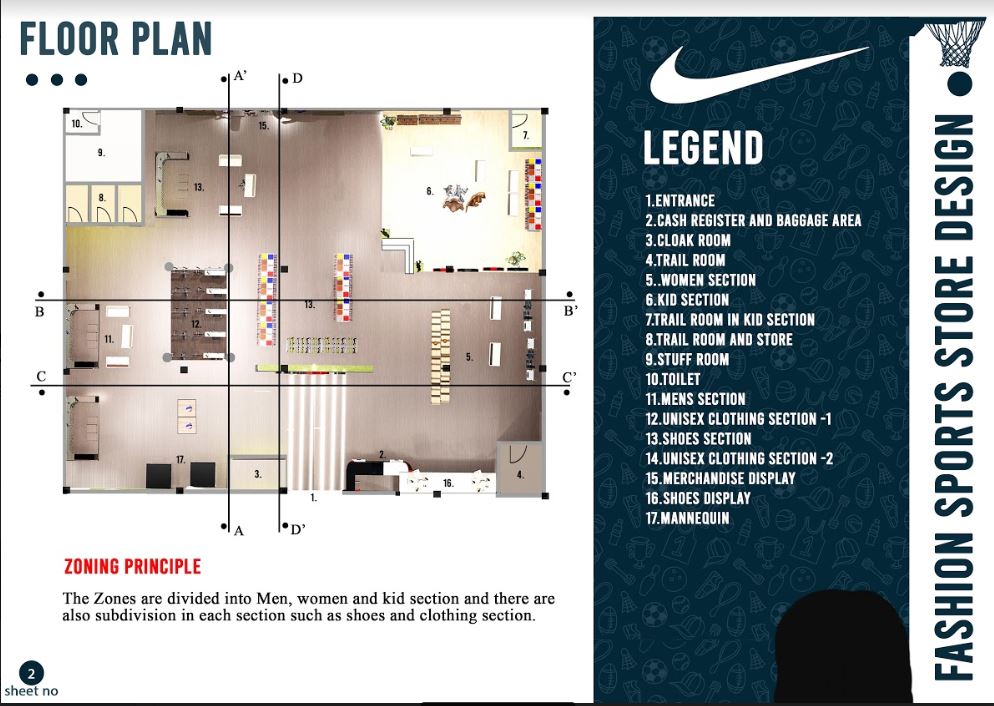 FLOOR PLAN
A'
D
10.
15.
7.
9.
13.
6.
8.
B
13.
B'
12.
11.
5.
C
C'
2.
17.
3.
16.
4.
1.
A
D'
ZONING PRINCIPLE
The Zones are divided into Men, women and kid section and there are
also subdivision in each section such as shoes and clothing section.
2
sheet no
LEGEND
1.ENTRANCE
2.CASH REGISTER AND BAGGAGE AREA
3.CLOAK ROOM
4.TRAIL ROOM
5..WOMEN SECTION
6.KID SECTION
7.TRAIL ROOM IN KID SECTION
8.TRAIL ROOM AND STORE
9.STUFF ROOM
10.TOILET
11.MENS SECTION
12.UNISEX CLOTHING SECTION -1
13.SHOES SECTION
14.UNISEX CLOTHING SECTION -2
15.MERCHANDISE DISPLAY
16.SHOES DISPLAY
17.MANNEQUIN
FASHION SPORTS STORE DESIGN